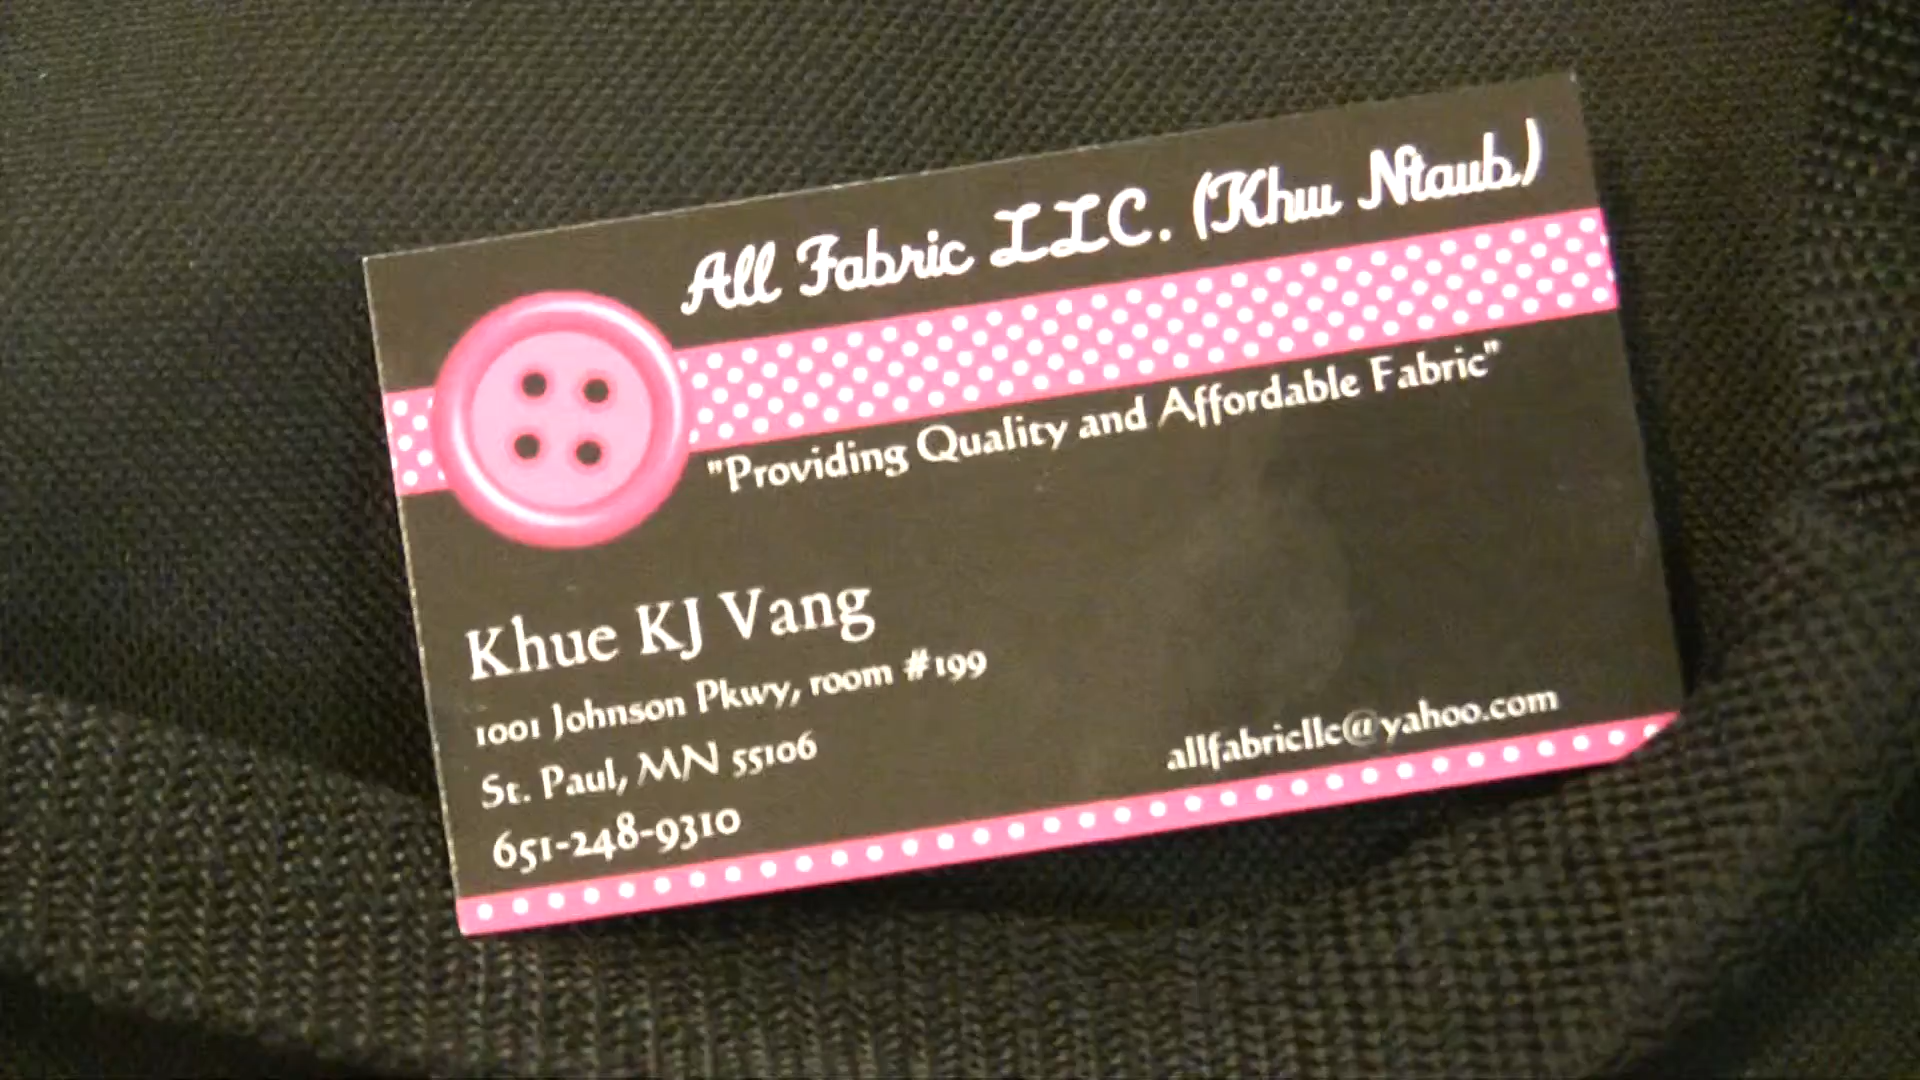 All Fabric LLC. (Khuu Ntaub)
"Providing Quality and Affordable Fabric"
Khue KJ Vang
1001 Johnson Pkwy, room #199
St. Paul, MN 55106
651-248-9310
allfabricllc@yahoo.com